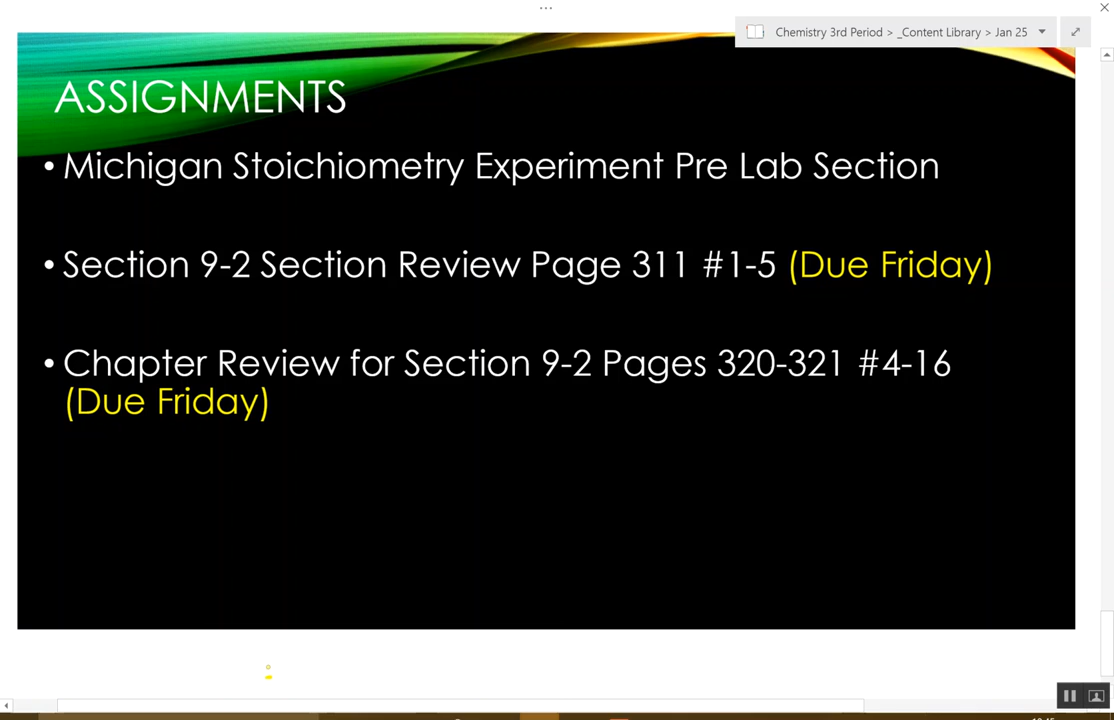 Chemistry 3rd Period > _Content Library > Jan 25
ASSIGNMENTS
• Michigan Stoichiometry Experiment Pre Lab Section
• Section 9-2 Section Review Page 311 #1-5 (Due Friday)
• Chapter Review for Section 9-2 Pages 320-321 #4-16
(Due Friday)